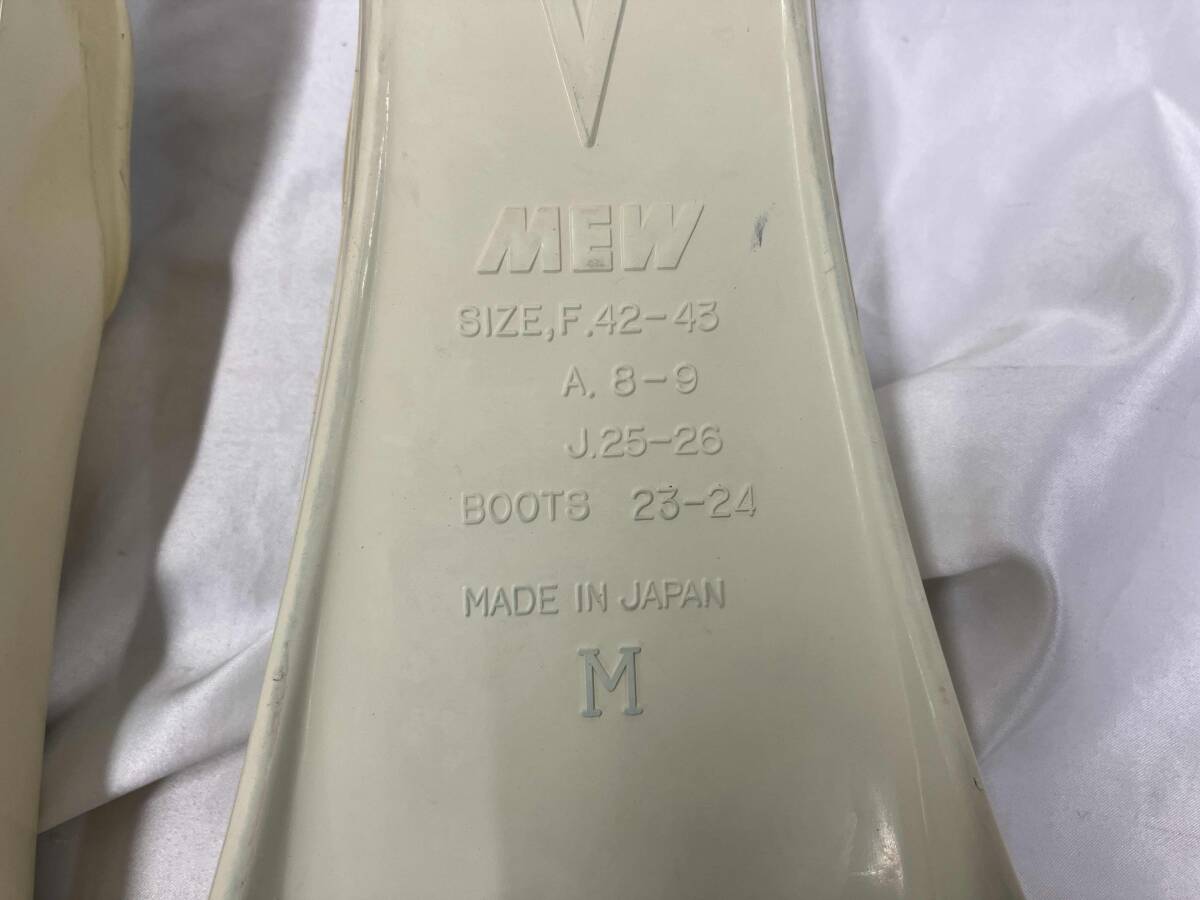 MEW
SIZE,F.42-43
A. 8-9
J.25-26
BOOTS 23-24
MADE IN JAPAN
M